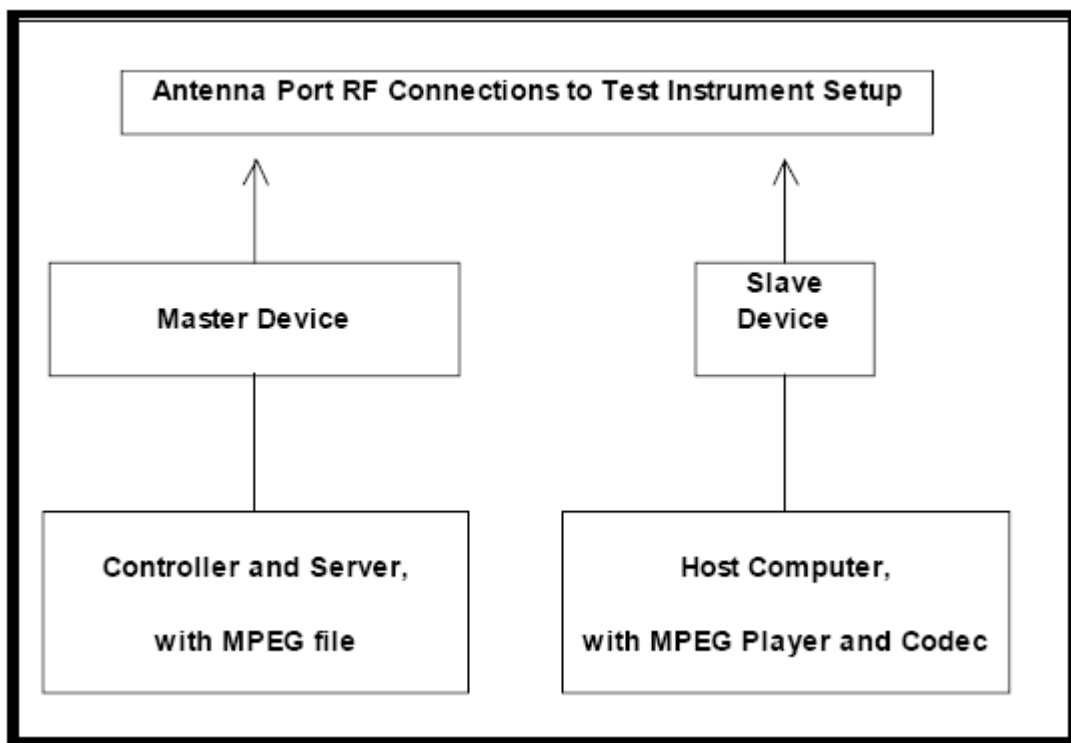 Antenna Port RF Connections to Test Instrument Setup
Master Device
Slave
Device
Controller and Server,
with MPEG file
Host Computer,
with MPEG Player and Codec